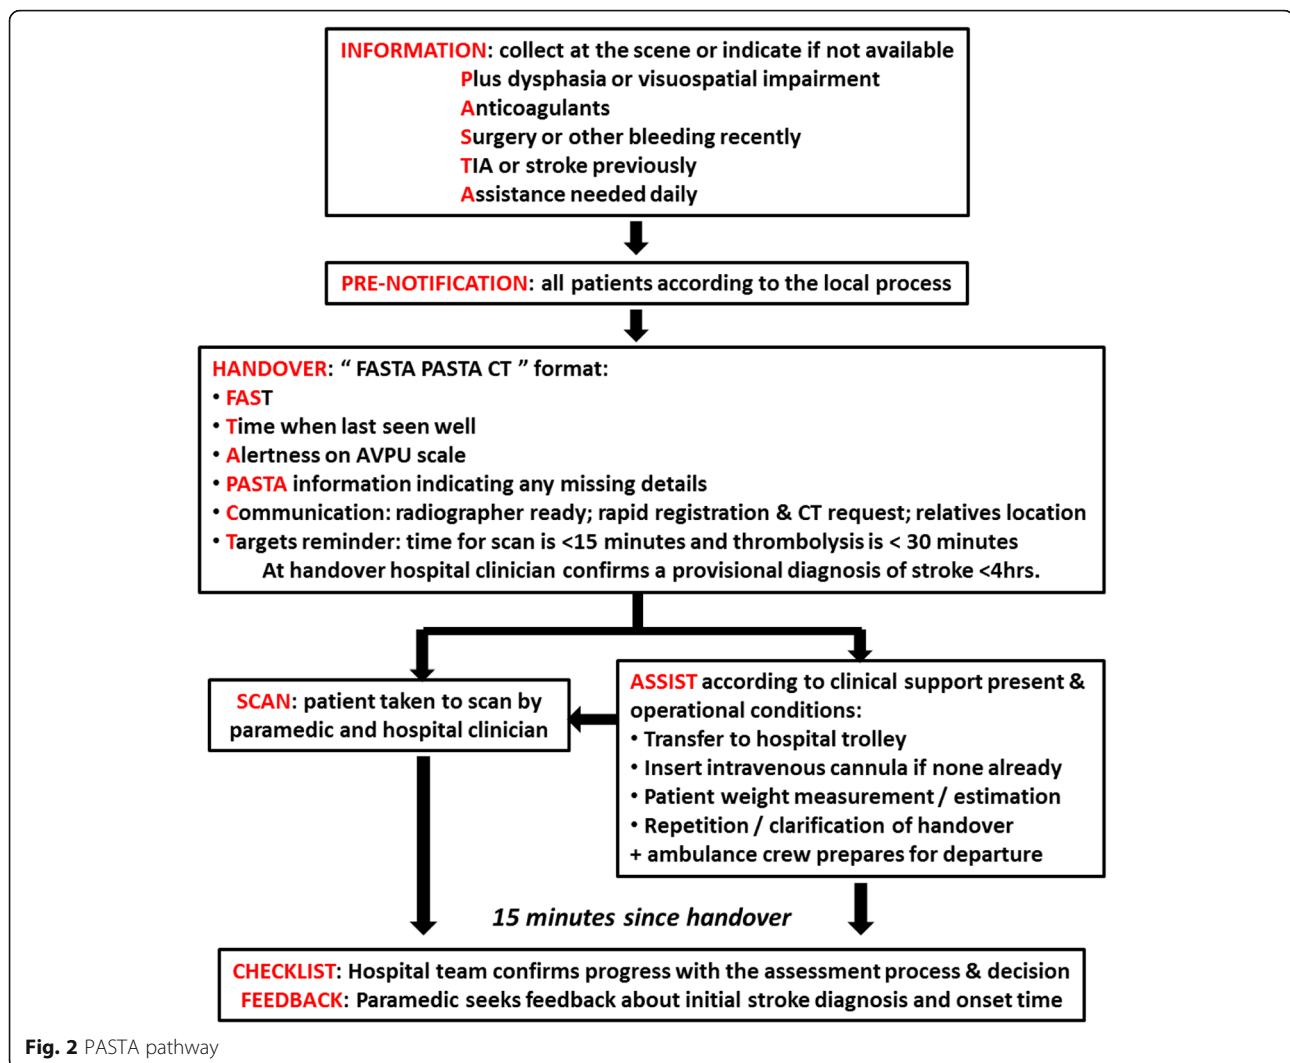 INFORMATION: collect at the scene or indicate if not available
Plus dysphasia or visuospatial impairment
Anticoagulants
Surgery or other bleeding recently
TIA or stroke previously
Assistance needed daily
PRE-NOTIFICATION: all patients according to the local process
HANDOVER: “ FASTA PASTA CT ” format:
• FAST
• Time when last seen well
• Alertness on AVPU scale
• PASTA information indicating any missing details
• Communication: radiographer ready; rapid registration & CT request; relatives location
• Targets reminder: time for scan is <15 minutes and thrombolysis is < 30 minutes
At handover hospital clinician confirms a provisional diagnosis of stroke <4hrs.
SCAN: patient taken to scan by
paramedic and hospital clinician
ASSIST according to clinical support present &
operational conditions:
• Transfer to hospital trolley
• Insert intravenous cannula if none already
• Patient weight measurement / estimation
• Repetition / clarification of handover
+ ambulance crew prepares for departure
15 minutes since handover
CHECKLIST: Hospital team confirms progress with the assessment process & decision
FEEDBACK: Paramedic seeks feedback about initial stroke diagnosis and onset time
Fig. 2 PASTA pathway